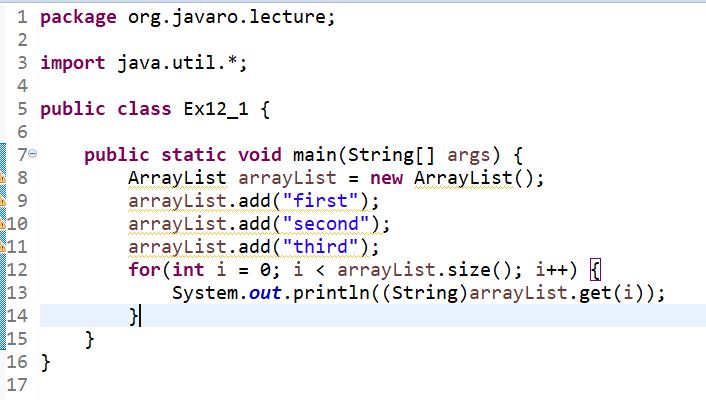 1 package org.javaro.lecture;
2
3 import java.util.*;
4
5 public class Ex12_1 {
6
7 public static void main(String[] args) {
8 ArrayList arrayList = new ArrayList();
9 arrayList.add("first");
10 arrayList.add("second");
11 arrayList.add("third");
12 for(int i = 0; i < arrayList.size(); i++) {
13 System.out.println((String)arrayList.get(i));
14 }
15 }
16 }
17